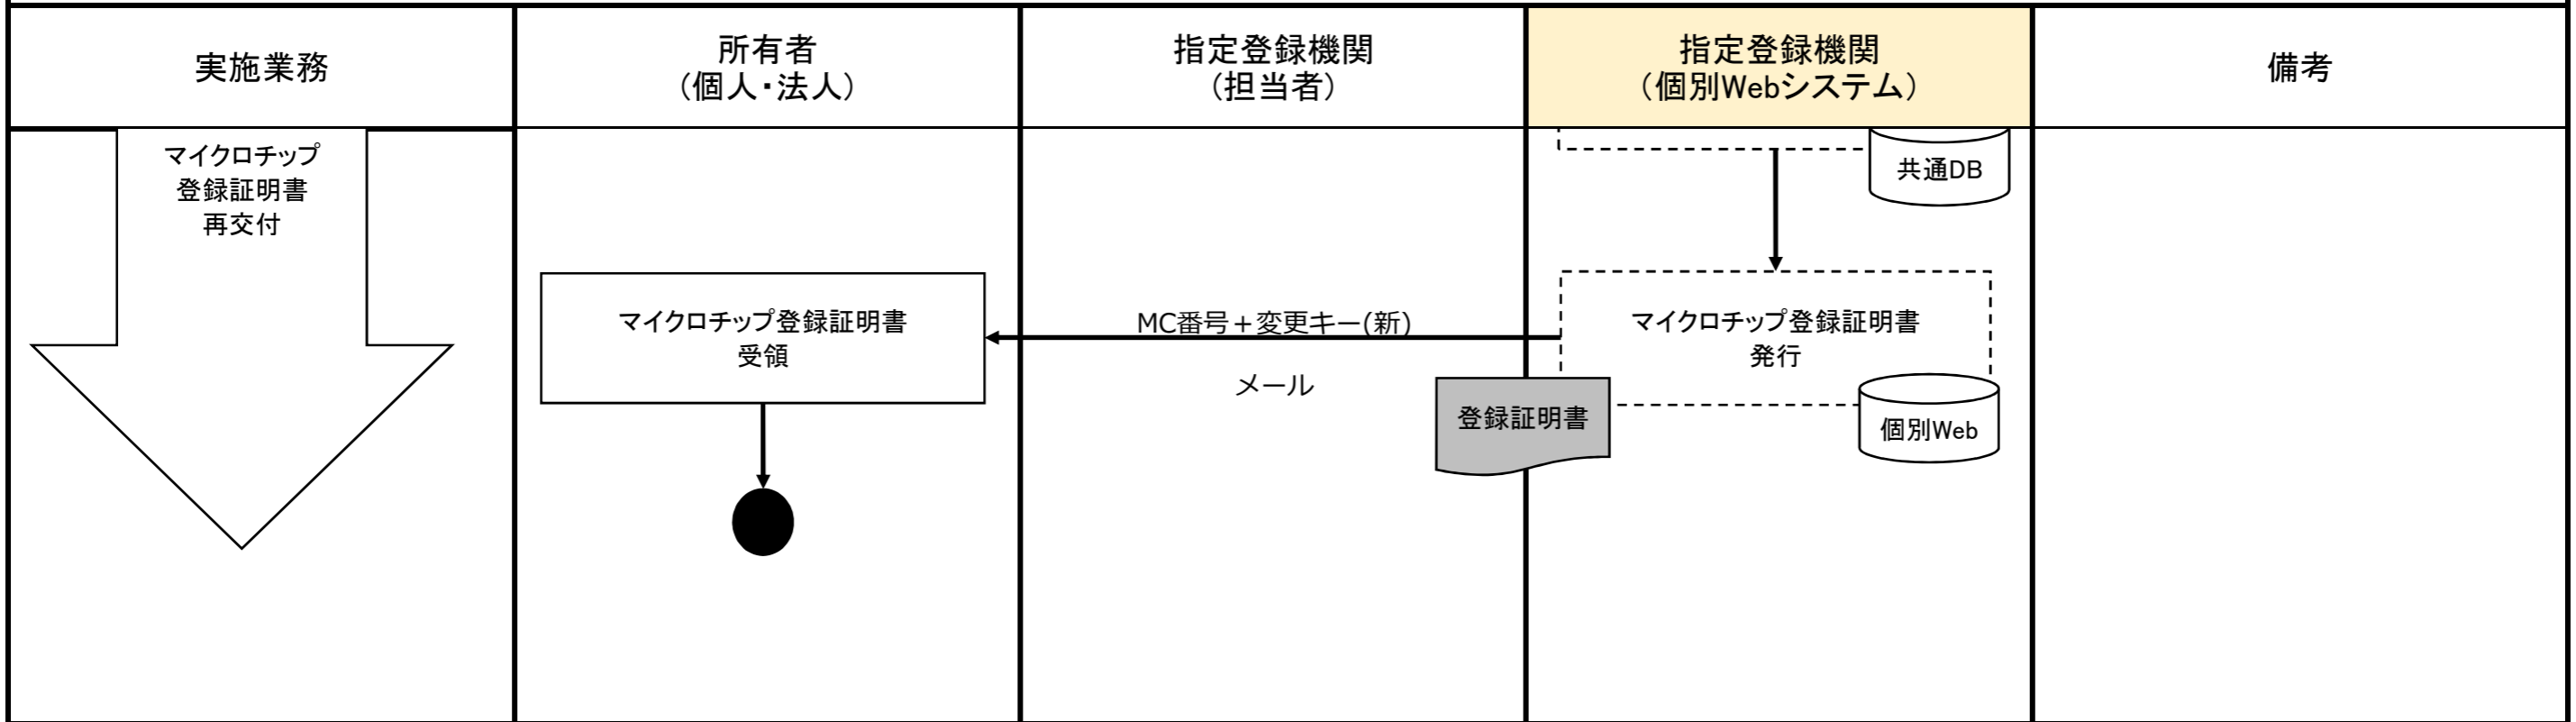 実施業務
所有者
（個人・法人）
指定登録機関
（担当者）
指定登録機関
（個別Webシステム）
備考
マイクロチップ
登録証明書
再交付
共通DB
マイクロチップ登録証明書
受領
MC番号＋変更キー(新)
メール
マイクロチップ登録証明書
発行
登録証明書
個別Web